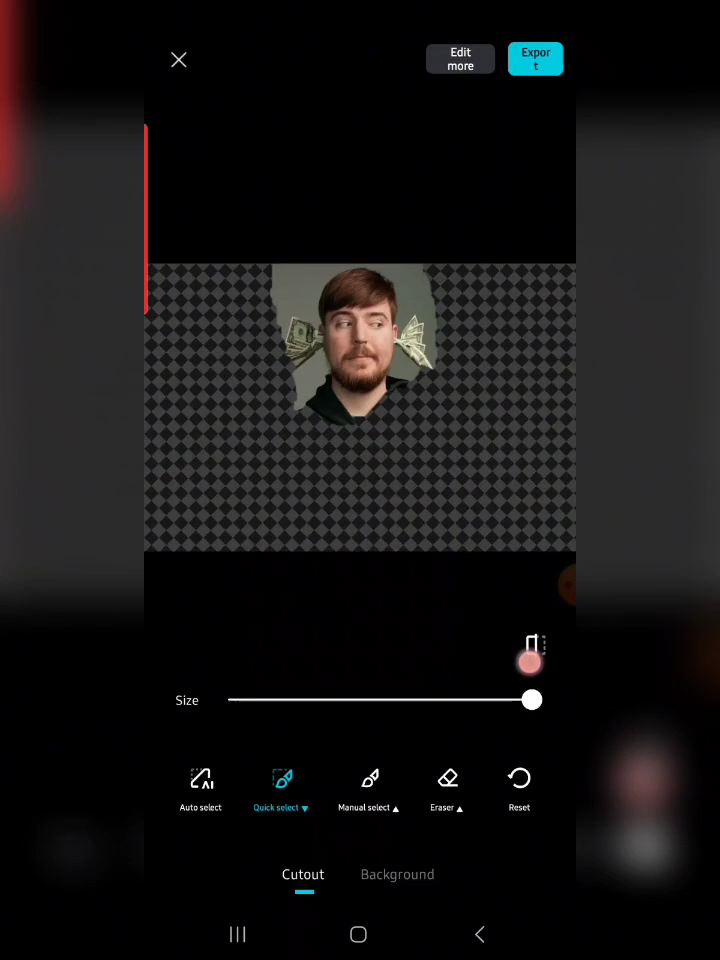 Edit
more
Expor
t
Size
Auto select
Quick select
Manual select
Eraser
Reset
Cutout
Background